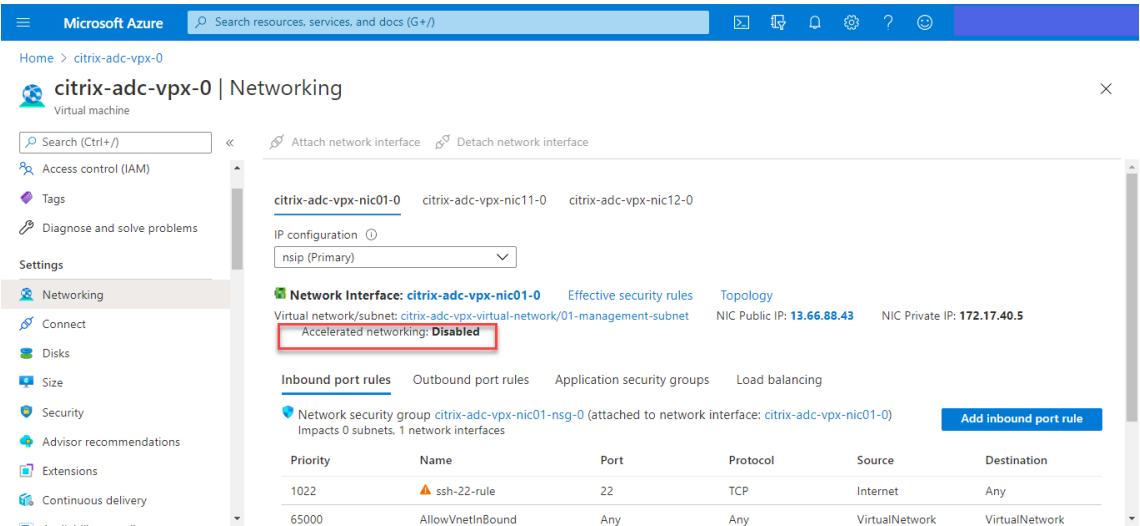 Microsoft Azure
Search resources, services, and docs (G+/)
Home > citrix-adc-vpx-0
citrix-adc-vpx-0 | Networking
Virtual machine
Search (Ctrl+/)
«
Attach network interface
Detach network interface
Access control (IAM)
Tags
Diagnose and solve problems
Settings
Networking
Connect
Disks
Size
Security
Advisor recommendations
Extensions
Continuous delivery
citrix-adc-vpx-nic01-0
citrix-adc-vpx-nic11-0
citrix-adc-vpx-nic12-0
IP configuration
nsip (Primary)
Network Interface: citrix-adc-vpx-nic01-0 Effective security rules Topology
Virtual network/subnet: citrix-adc-vpx-virtual-network/01-management-subnet NIC Public IP: 13.66.88.43 NIC Private IP: 172.17.40.5
Accelerated networking: Disabled
Inbound port rules Outbound port rules Application security groups Load balancing
Network security group citrix-adc-vpx-nic01-nsg-0 (attached to network interface: citrix-adc-vpx-nic01-0)
Impacts 0 subnets, 1 network interfaces
Add inbound port rule
Priority Name Port Protocol Source Destination
1022 ssh-22-rule 22 TCP Internet Any
65000 AllowVnetInBound Any Any VirtualNetwork VirtualNetwork